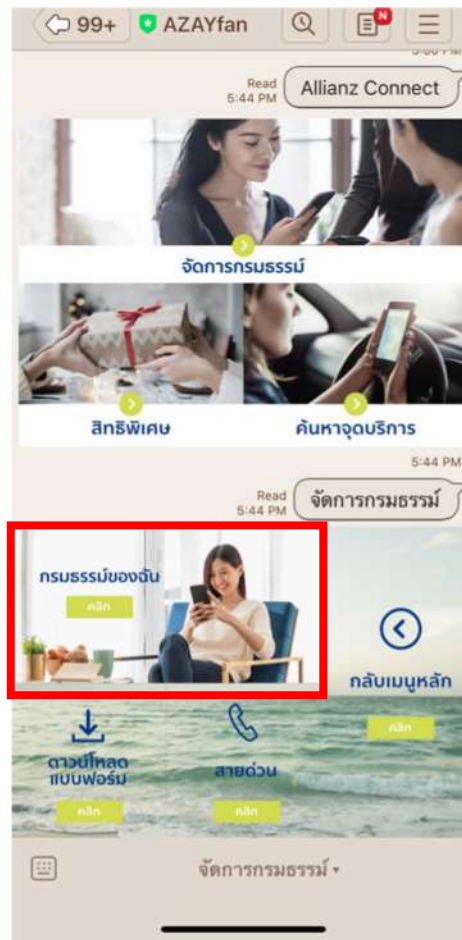 99+
AZAYfan
N
Read
5:44 PM
Allianz Connect
จัดการกรมธรรม์
สิทธิพิเศษ
ค้นหาจุดบริการ
5:44 PM
Read
5:44 PM
จัดการกรมธรรม์
กรมธรรม์ของฉัน
คลิก
กลับเมนูหลัก
คลิก
ดาวน์โหลด
แบบฟอร์ม
คลิก
สายด่วน
คลิก
จัดการกรมธรรม์